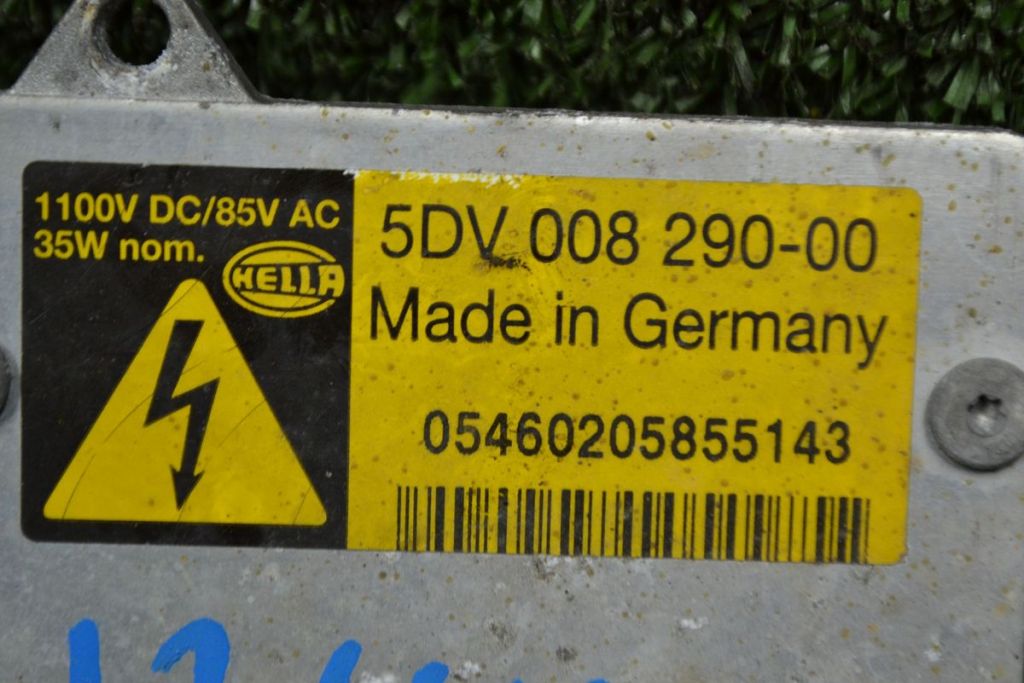 1100V DC/85V AC
35W nom.
HELLA
5DV 008 290-00
Made in Germany
05460205855143